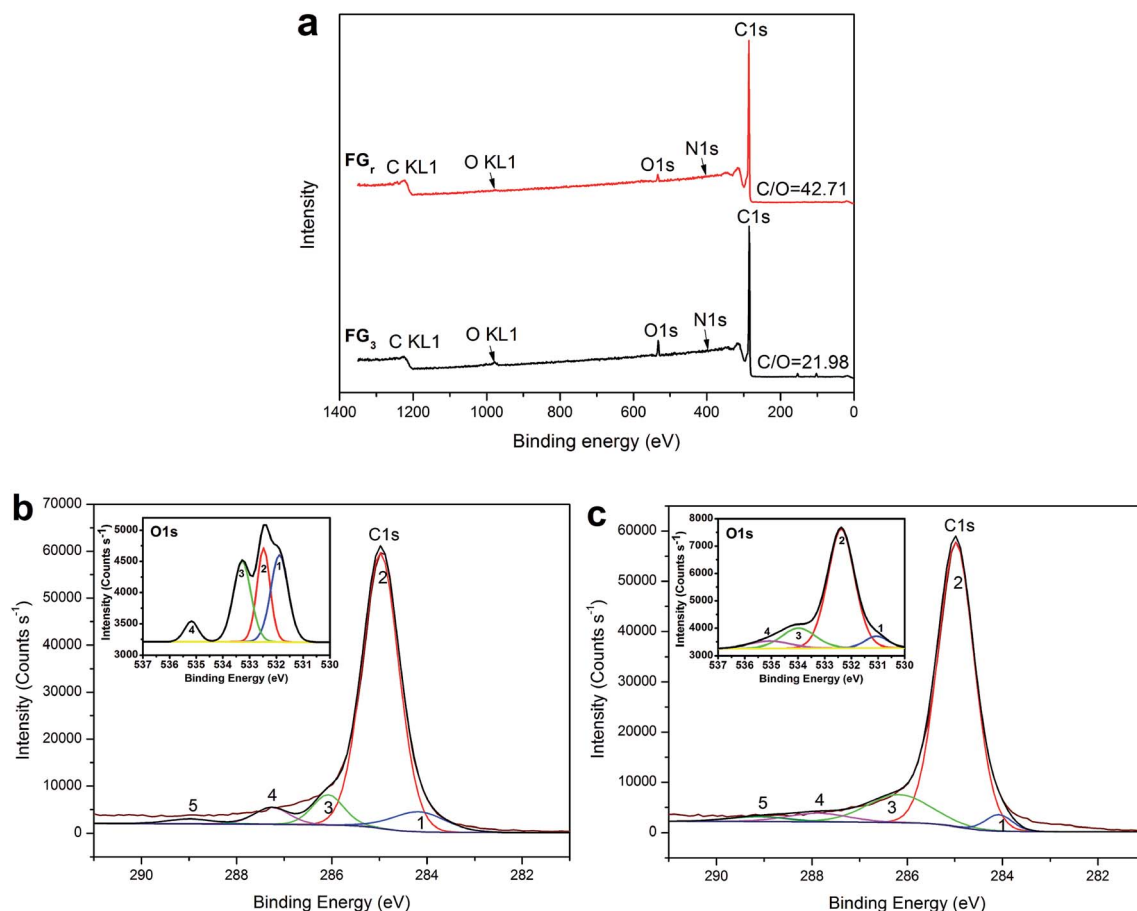 a
C1s
FGr C KL1
O KL1
O1s
N1s
C/O=42.71
C1s
FG3 C KL1
O KL1
O1s
N1s
C/O=21.98
Intensity
1400 1200 1000 800 600 400 200 0
Binding energy (eV)
b
70000
60000
50000
40000
30000
20000
10000
0
Intensity (Counts s-1)
C1s
2
5
4
3
1
290 288 286 284 282
Binding Energy (eV)
O1s
5000
4500
4000
3500
3000
Intensity (Counts s-1)
4
3
2
1
537 536 535 534 533 532 531 530
Binding Energy (eV)
c
60000
50000
40000
30000
20000
10000
0
Intensity (Counts s-1)
C1s
2
5
4
3
1
290 288 286 284 282
Binding Energy (eV)
O1s
8000
7000
6000
5000
4000
3000
Intensity (Counts s-1)
4
3
2
1
537 536 535 534 533 532 531 530
Binding Energy (eV)